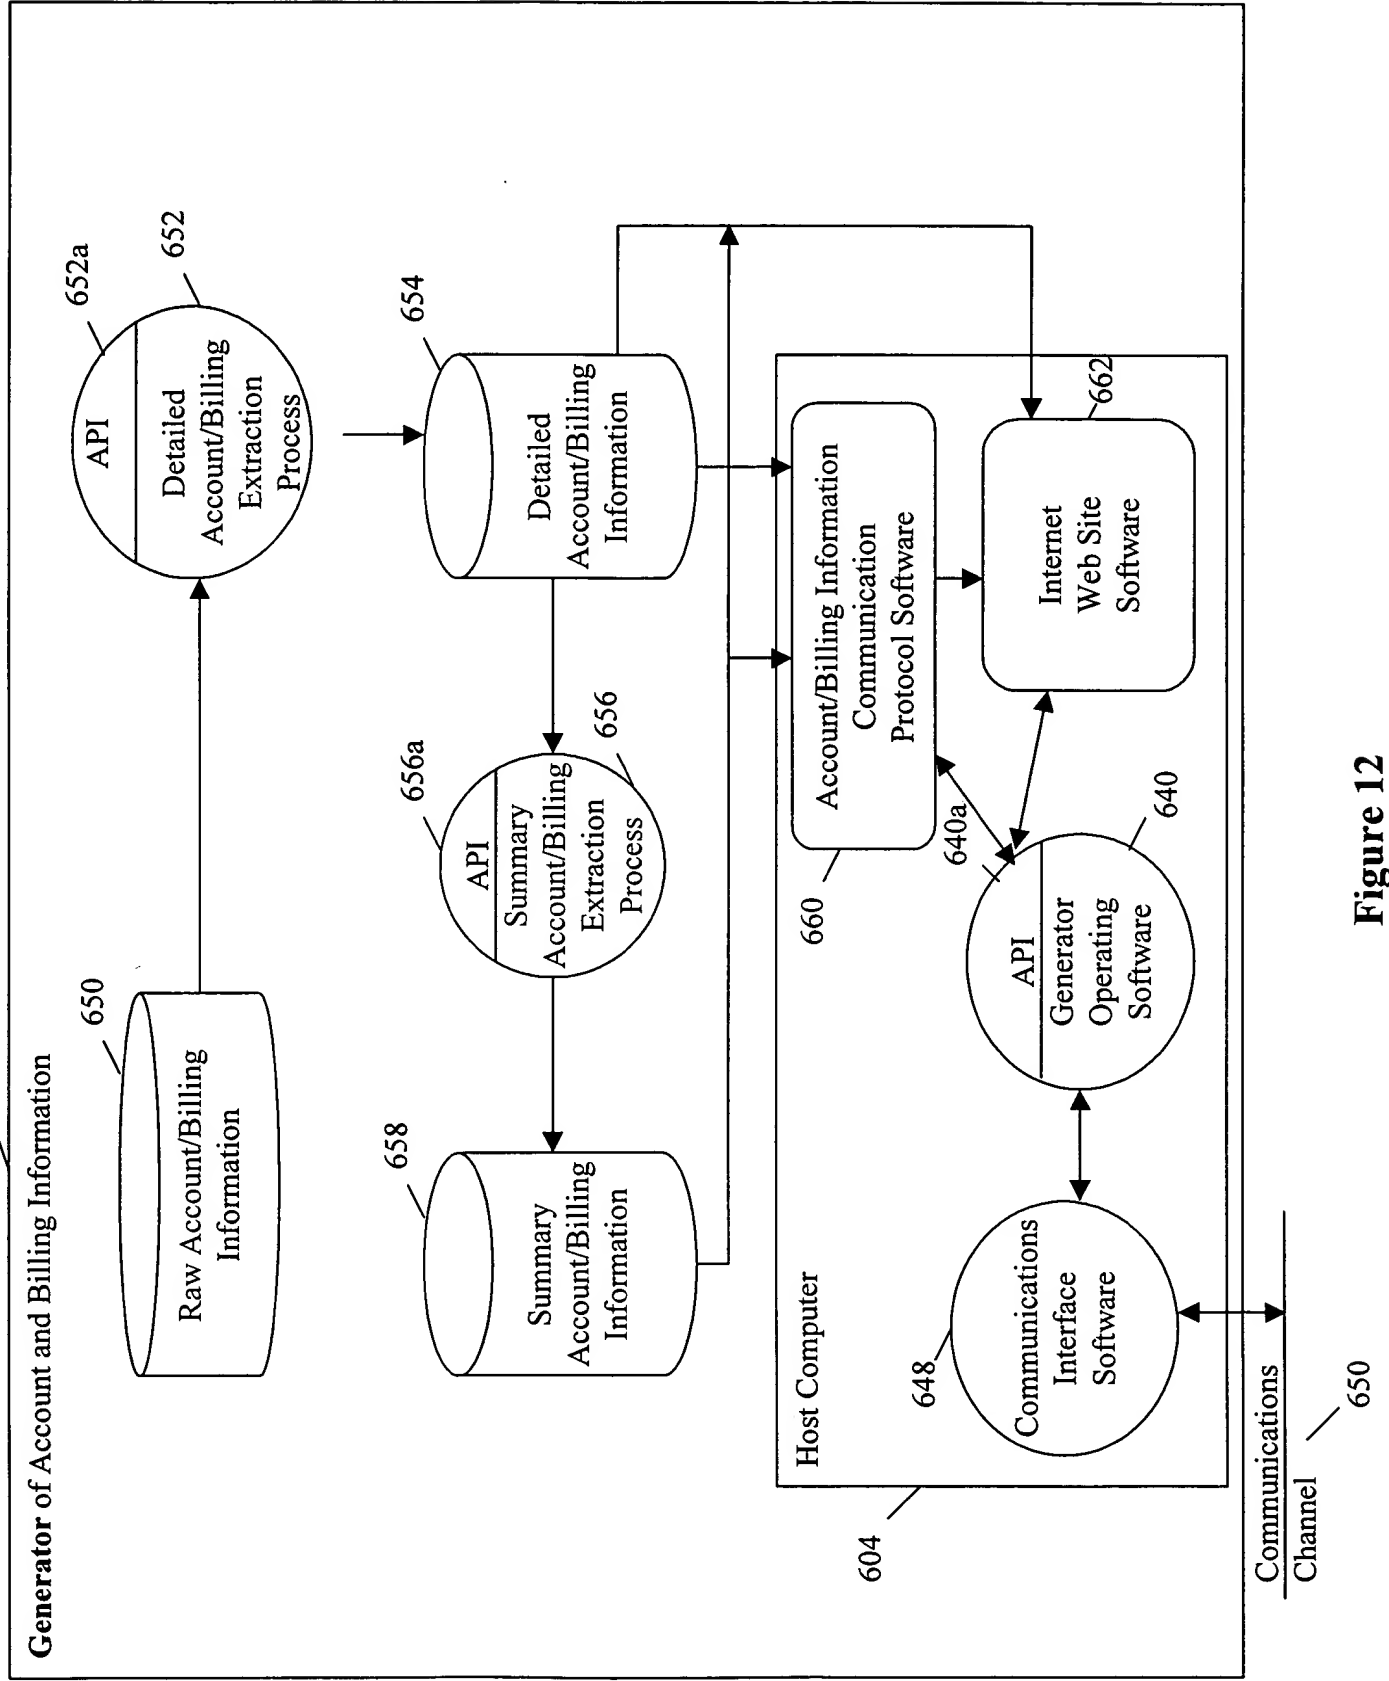 Generator of Account and Billing Information
650
Raw Account/Billing
Information
652a
652
API
Detailed
Account/Billing
Extraction
Process
658
Summary
Account/Billing
Information
656a
656
API
Summary
Account/Billing
Extraction
Process
654
Detailed
Account/Billing
Information
Host Computer
604
660
Account/Billing Information
Communication
Protocol Software
648
Communications
Interface
Software
640a
640
API
Generator
Operating
Software
662
Internet
Web Site
Software
Communications
Channel
650
Figure 12